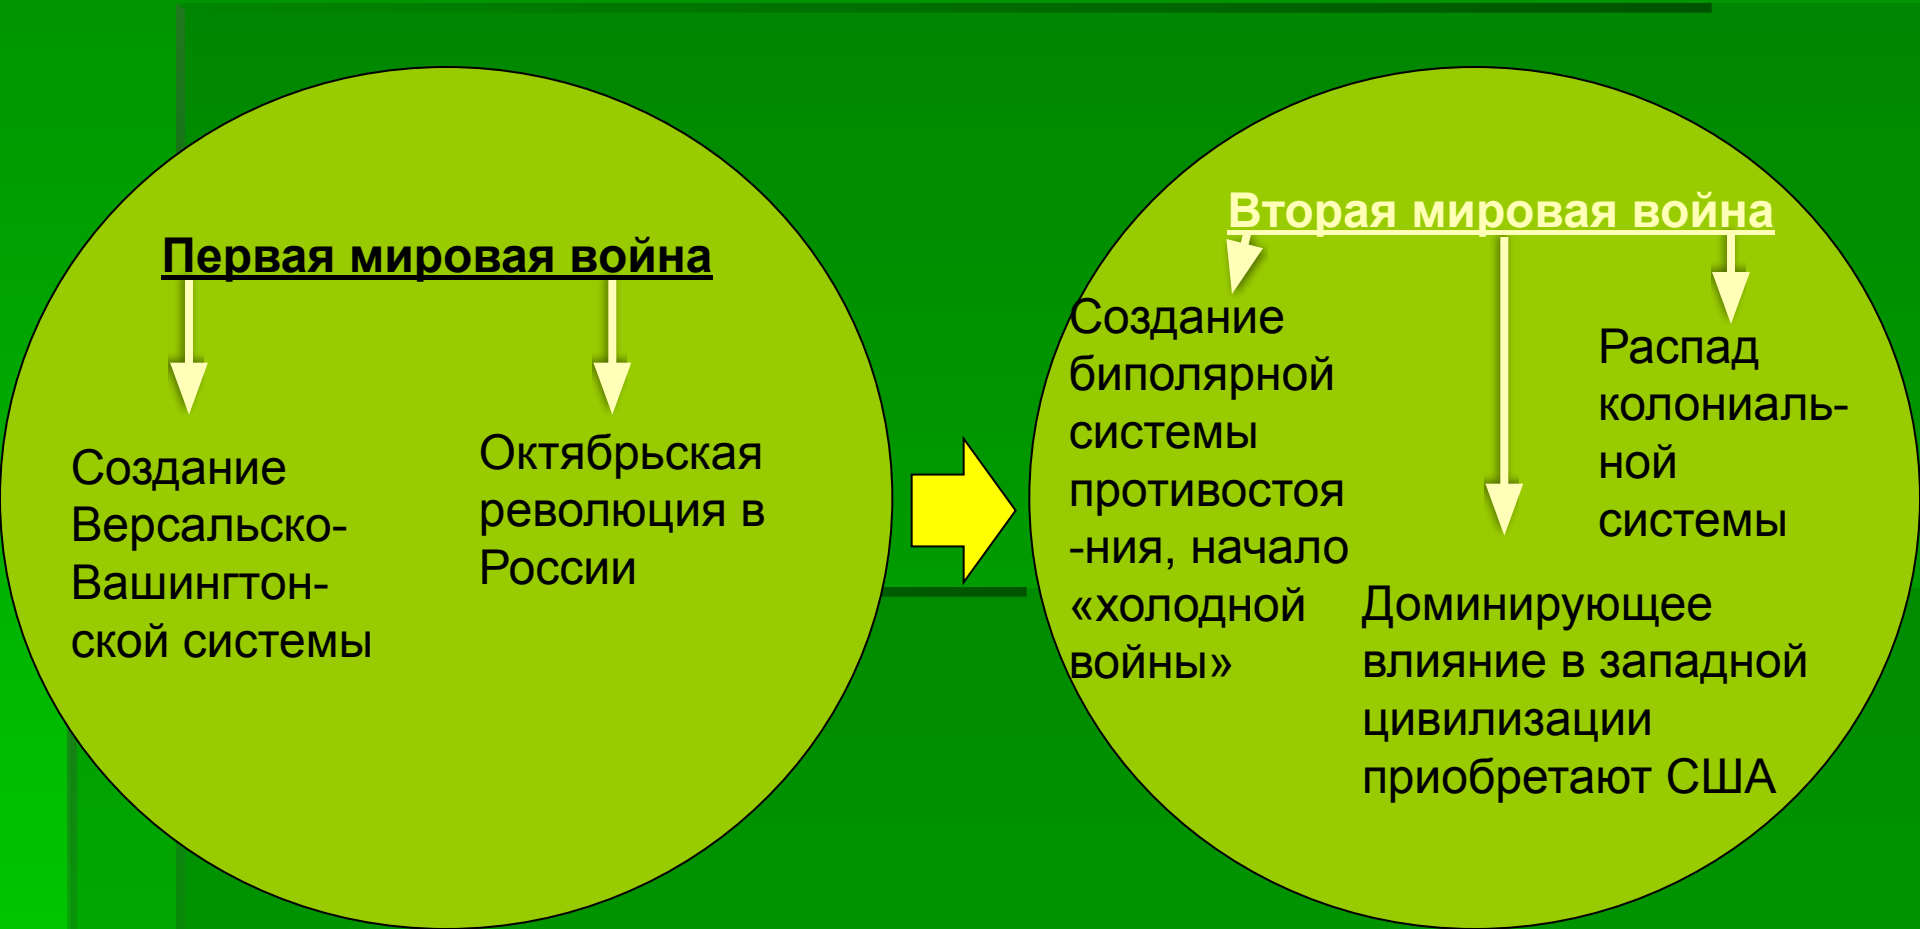 Первая мировая война
Создание
Версальско-
Вашингтон-
ской системы
Октябрьская
революция в
России
Вторая мировая война
Создание
биполярной
системы
противостоя
-ния, начало
«холодной
войны»
Доминирующее
влияние в западной
цивилизации
приобретают США
Распад
колониаль-
ной
системы